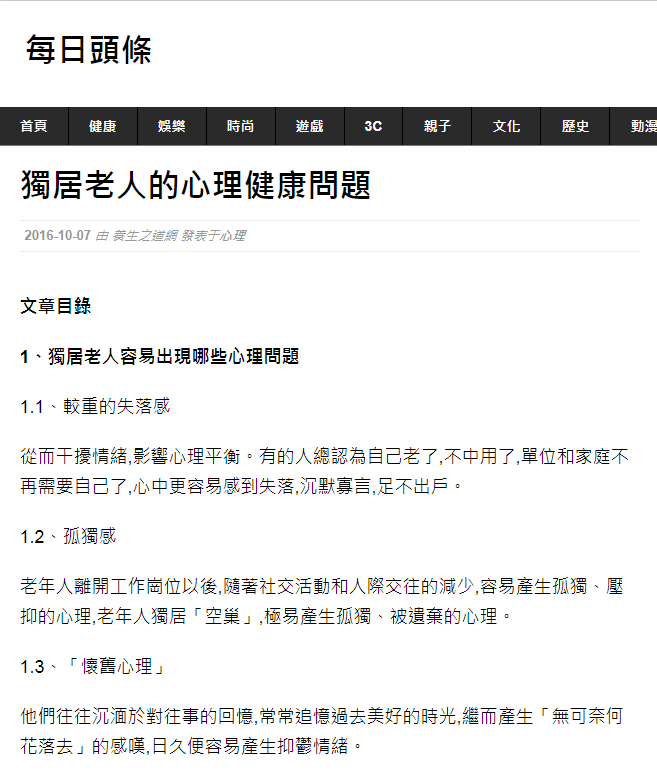 每日頭條
首頁 健康 娛樂 時尚 遊戲 3C 親子 文化 歷史 動漫
獨居老人的心理健康問題
2016-10-07 由 養生之道網 發表于心理
文章目錄
1、獨居老人容易出現哪些心理問題
1.1、較重的失落感
從而干擾情緒,影響心理平衡。有的人總認為自己老了,不中用了,單位和家庭不
再需要自己了,心中更容易感到失落,沉默寡言,足不出戶。
1.2、孤獨感
老年人離開工作崗位以後,隨著社交活動和人際交往的減少,容易產生孤獨、壓
抑的心理,老年人獨居「空巢」,極易產生孤獨、被遺棄的心理。
1.3、「懷舊心理」
他們往往沉湎於對往事的回憶,常常追憶過去美好的時光,繼而產生「無可奈何
花落去」的感嘆,日久便容易產生抑鬱情緒。